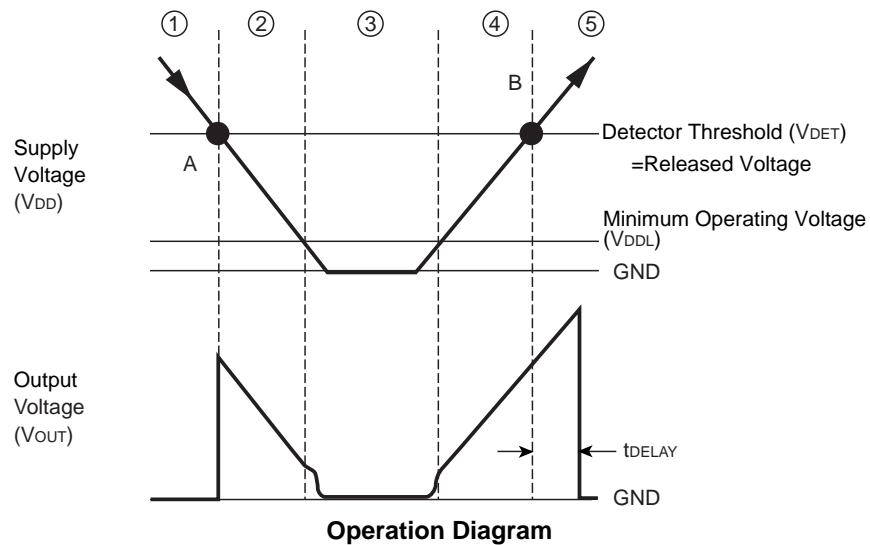 ① ② ③ ④ ⑤
B
Detector Threshold (VDET)
=Released Voltage
A
Supply
Voltage
(VDD)
Minimum Operating Voltage
(VDDL)
GND
Output
Voltage
(VOUT)
tDELAY
GND
Operation Diagram